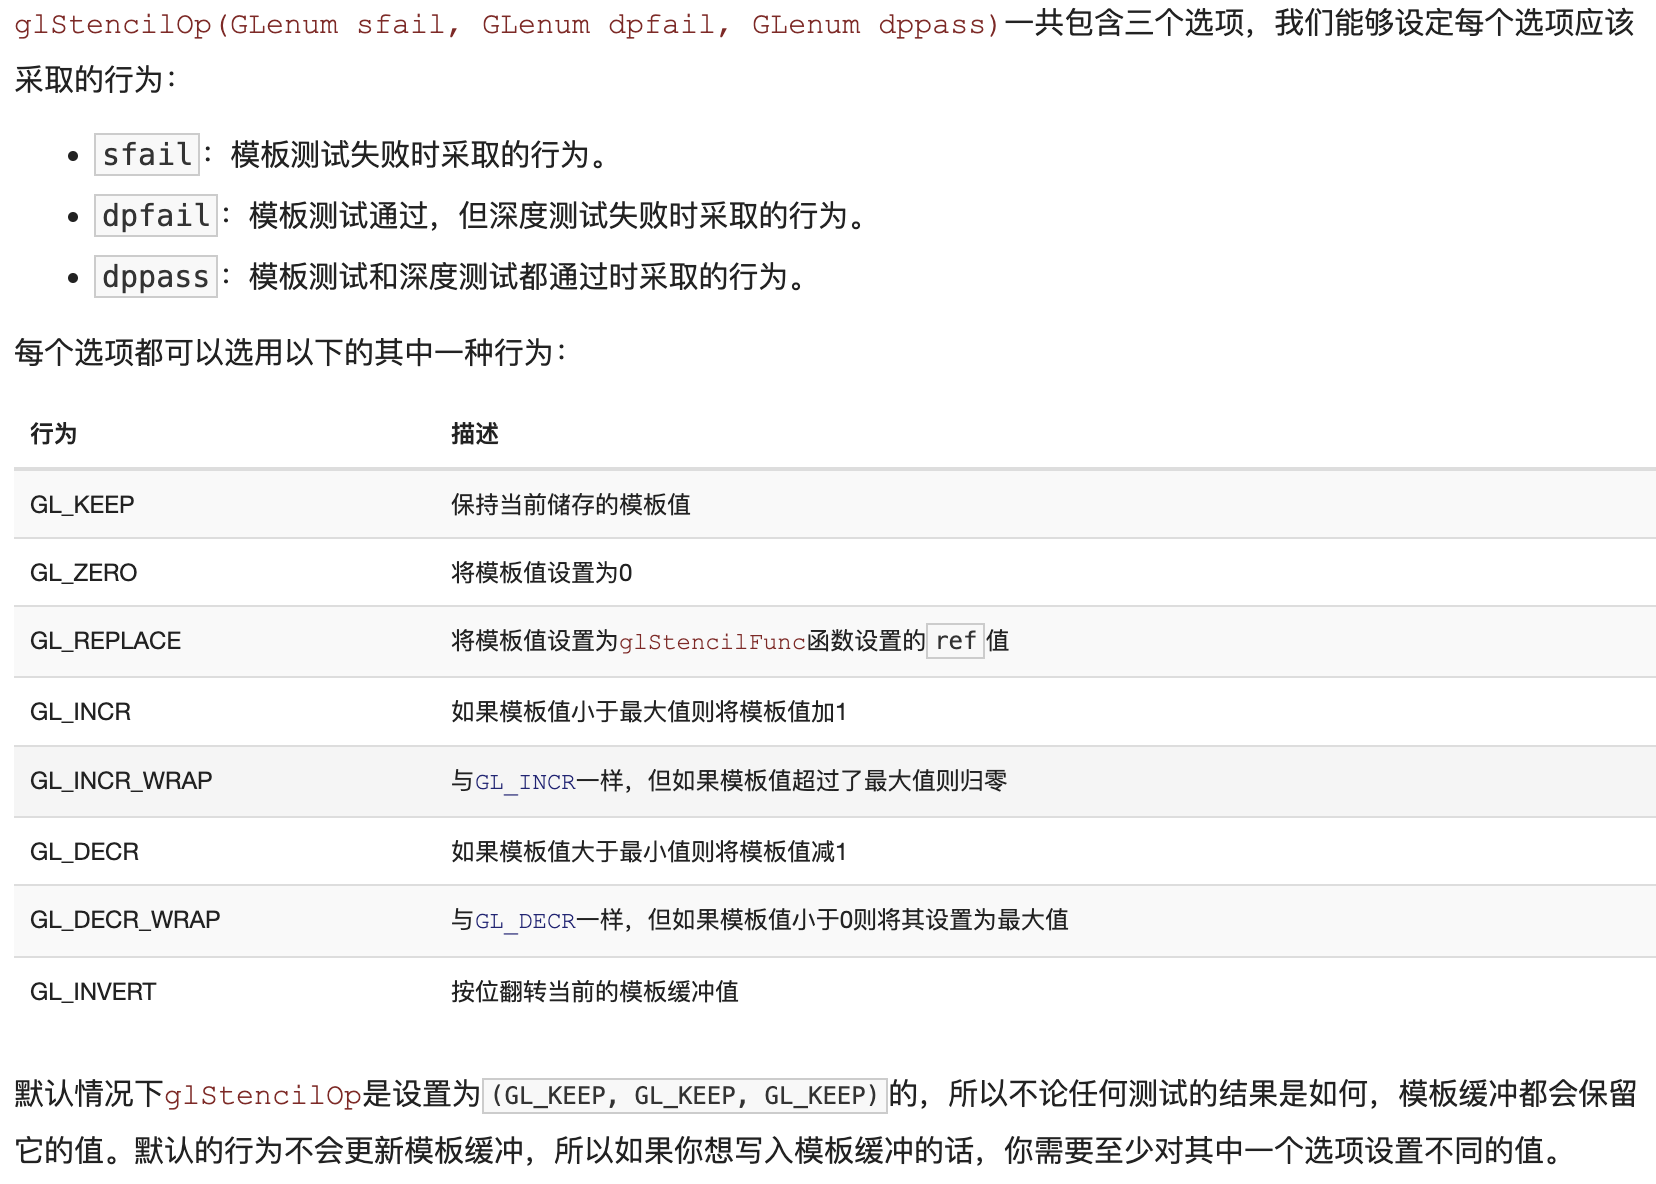 glStencilOp(GLenum sfail, GLenum dpfail, GLenum dppass)一共包含三个选项，我们能够设定每个选项应该
采取的行为：
• sfail：模板测试失败时采取的行为。
• dpfail：模板测试通过，但深度测试失败时采取的行为。
• dppass：模板测试和深度测试都通过时采取的行为。
每个选项都可以选用以下的其中一种行为：
行为 描述
GL_KEEP 保持当前储存的模板值
GL_ZERO 将模板值设置为0
GL_REPLACE 将模板值设置为glStencilFunc函数设置的ref值
GL_INCR 如果模板值小于最大值则将模板值加1
GL_INCR_WRAP 与GL_INCR一样，但如果模板值超过了最大值则归零
GL_DECR 如果模板值大于最小值则将模板值减1
GL_DECR_WRAP 与GL_DECR一样，但如果模板值小于0则将其设置为最大值
GL_INVERT 按位翻转当前的模板缓冲值
默认情况下glStencilOp是设置为(GL_KEEP, GL_KEEP, GL_KEEP)的，所以不论任何测试的结果是如何，模板缓冲都会保留
它的值。默认的行为不会更新模板缓冲，所以如果你想写入模板缓冲的话，你需要至少对其中一个选项设置不同的值。